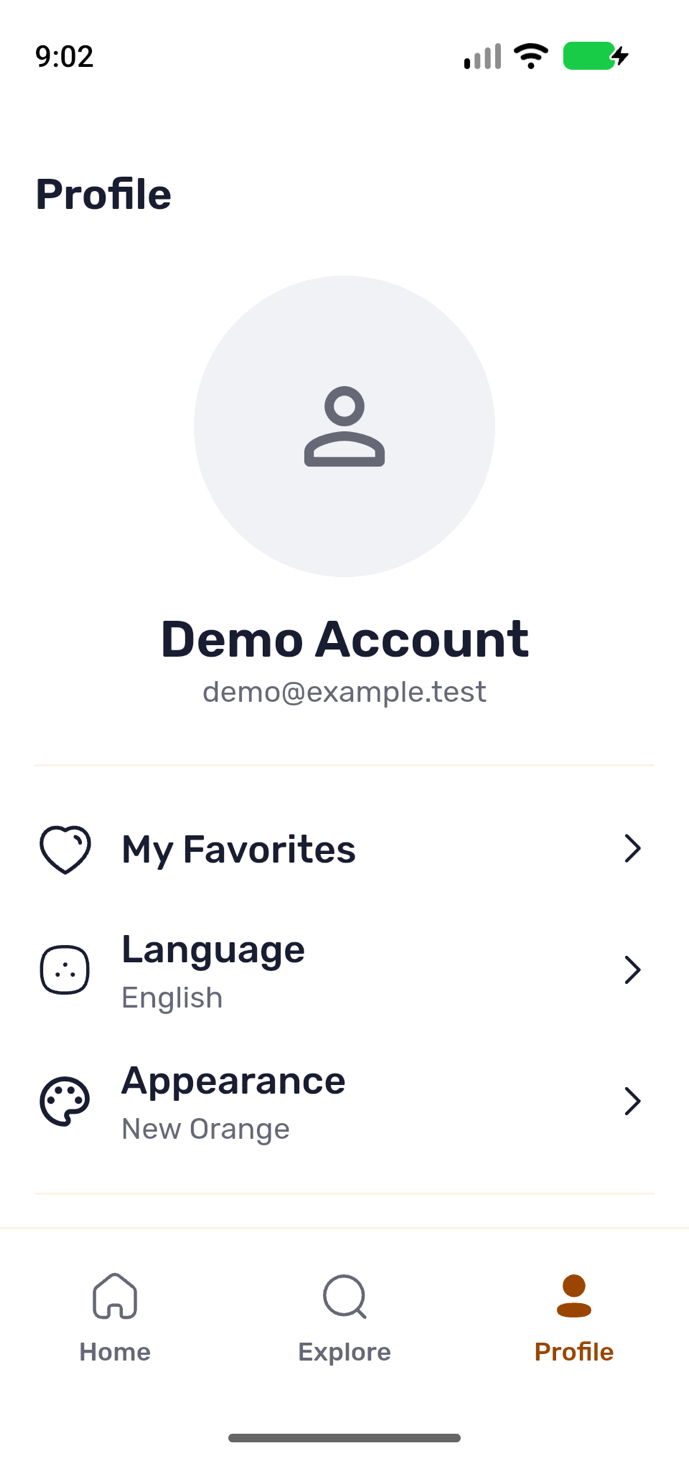 9:02
Profile
Demo Account
demo@example.test
My Favorites
Language
English
Appearance
New Orange
Home
Explore
Profile